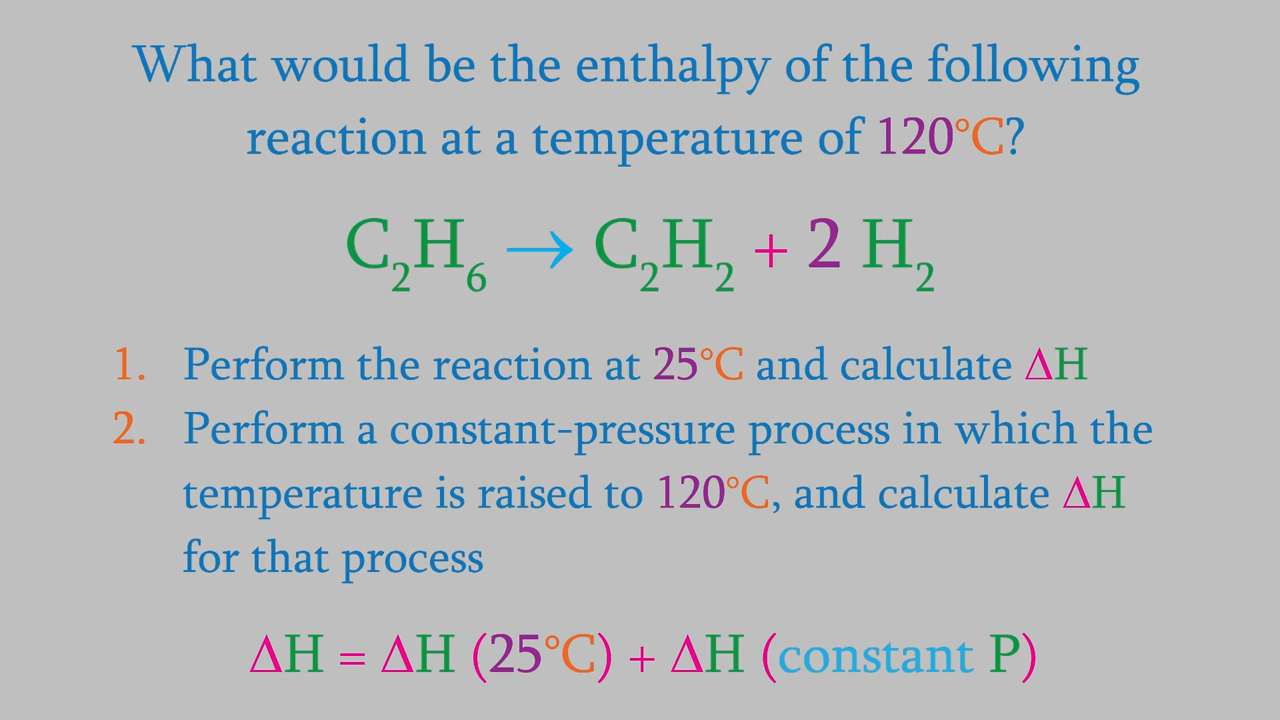 What would be the enthalpy of the following
reaction at a temperature of 120°C?
C₂H₆ → C₂H₂ + 2 H₂
1. Perform the reaction at 25°C and calculate ΔH
2. Perform a constant-pressure process in which the
temperature is raised to 120°C, and calculate ΔH
for that process
ΔH = ΔH (25°C) + ΔH (constant P)